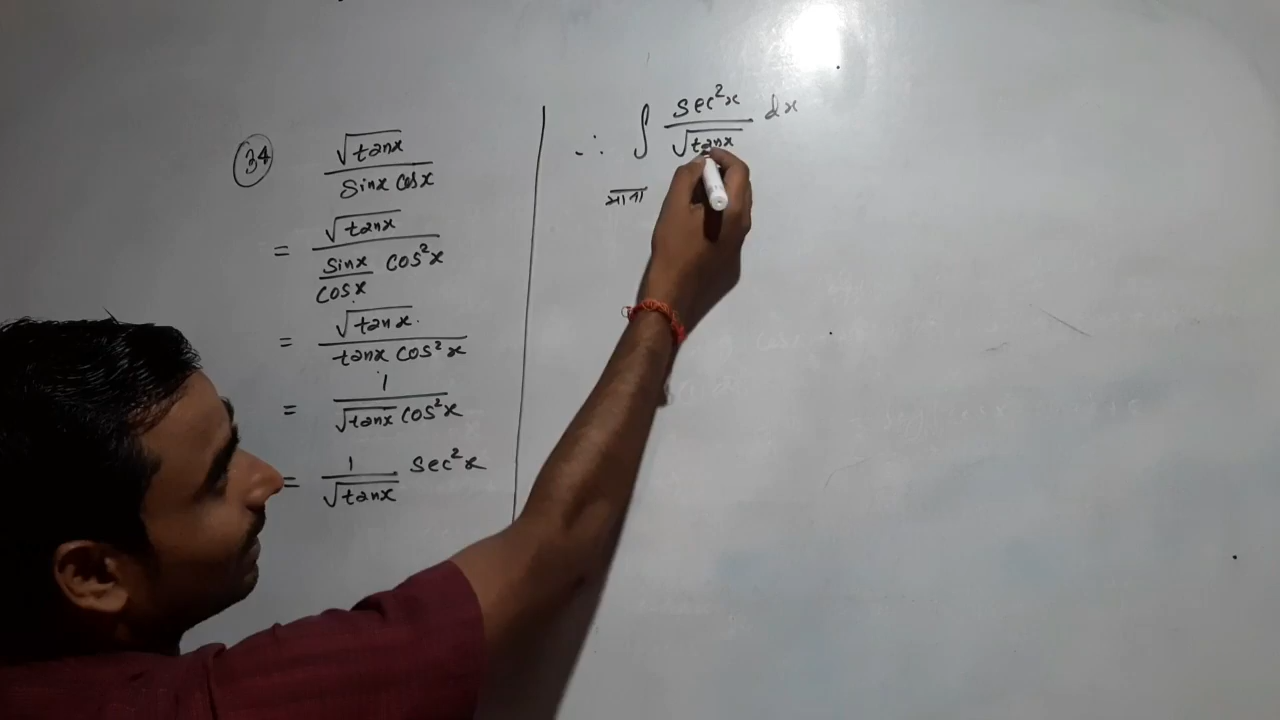 (34) √tanx / Sinx Cosx
= √tanx / (Sinx/Cosx Cos²x)
= √tanx / (tanx Cos²x)
= 1 / (√tanx Cos²x)
= 1/√tanx Sec²x
∴ ∫ Sec²x / √tanx dx
माना